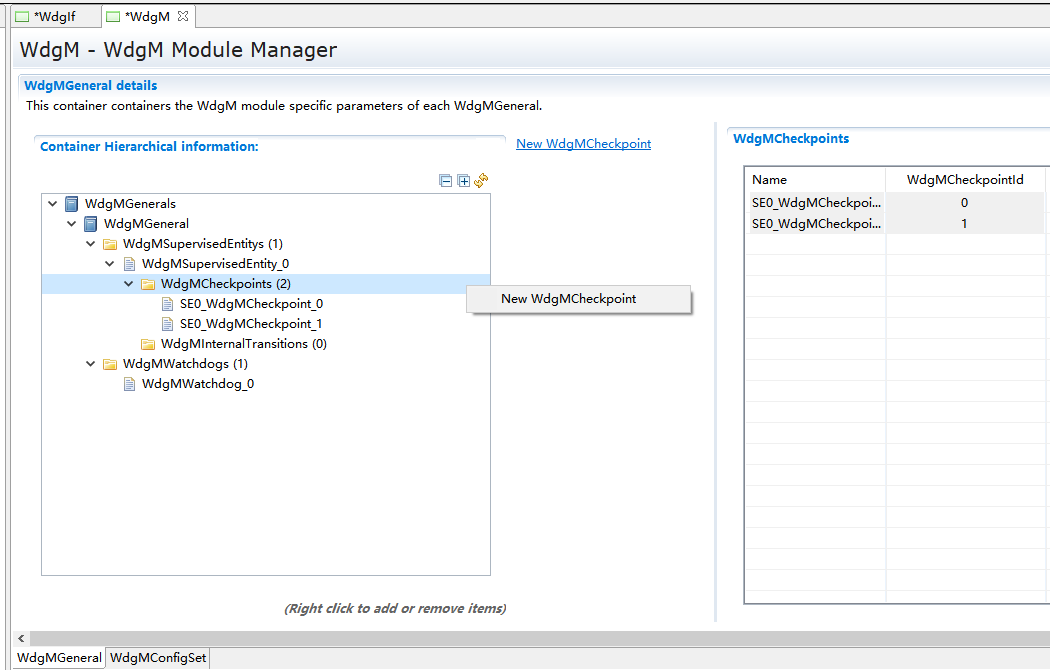 *WdgIf
*WdgM
WdgM - WdgM Module Manager
WdgMGeneral details
This container containers the WdgM module specific parameters of each WdgMGeneral.
Container Hierarchical information:
New WdgMCheckpoint
WdgMGenerals
WdgMGeneral
WdgMSupervisedEntitys (1)
WdgMSupervisedEntity_0
WdgMCheckpoints (2)
SE0_WdgMCheckpoint_0
SE0_WdgMCheckpoint_1
WdgMInternalTransitions (0)
WdgMWatchdogs (1)
WdgMWatchdog_0
New WdgMCheckpoint
(Right click to add or remove items)
WdgMCheckpoints
Name WdgMCheckpointId
SE0_WdgMCheckpoi... 0
SE0_WdgMCheckpoi... 1
WdgMGeneral WdgMConfigSet